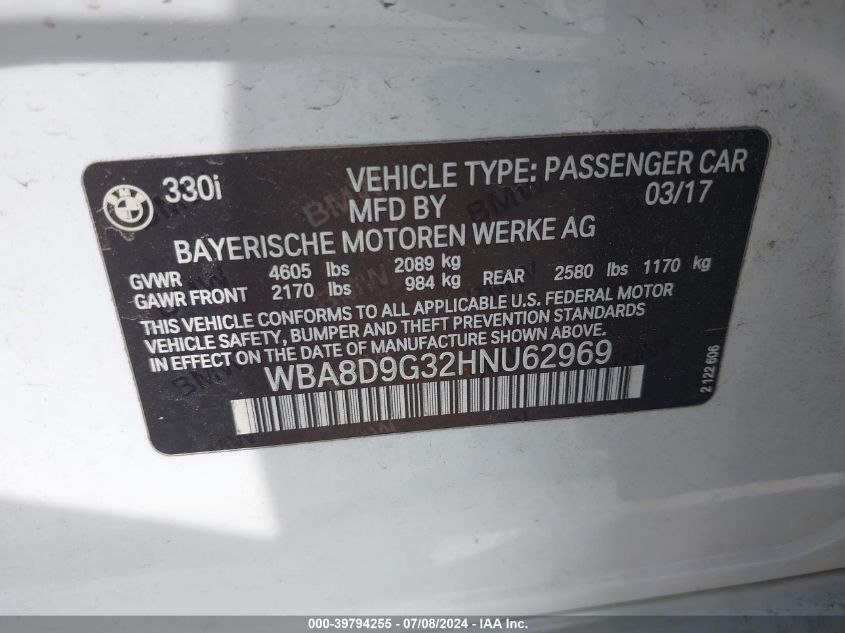 330i VEHICLE TYPE: PASSENGER CAR
MFD BY 03/17
BAYERISCHE MOTOREN WERKE AG
GVWR 4605 lbs 2089 kg
GAWR FRONT 2170 lbs 984 kg REAR 2580 lbs 1170 kg
THIS VEHICLE CONFORMS TO ALL APPLICABLE U.S. FEDERAL MOTOR
VEHICLE SAFETY, BUMPER AND THEFT PREVENTION STANDARDS
IN EFFECT ON THE DATE OF MANUFACTURE SHOWN ABOVE.
WBA8D9G32HNU62969
2 122 606
000-39794255 - 07/08/2024 - IAA Inc.